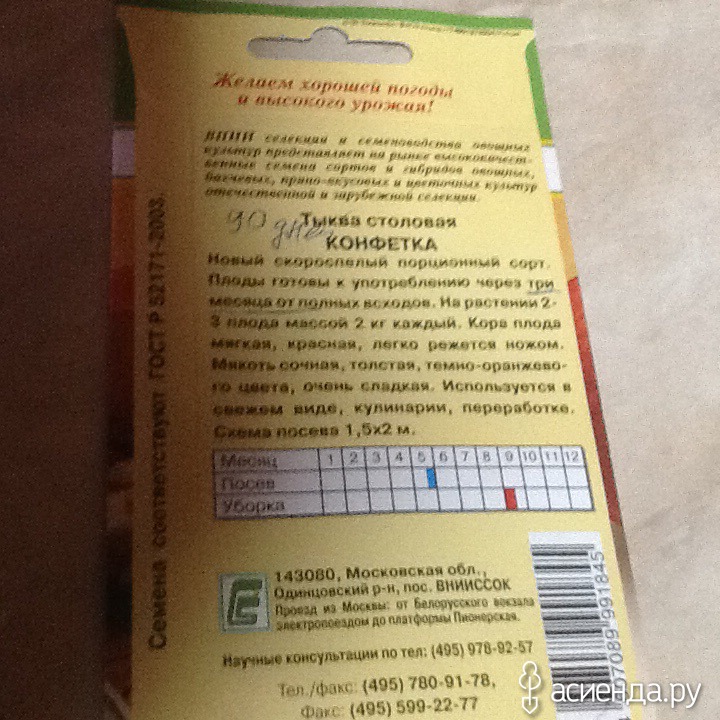 Желаем хорошей погоды
и высокого урожая!
ВНИИ селекции и семеноводства овощных
культур представляет на рынке высококачест-
венные семена сортов и гибридов овощных,
бахчевых, пряно-вкусовых и цветочных культур
отечественной и зарубежной селекции.
90 дней
Тыква столовая
КОНФЕТКА
Новый скороспелый порционный сорт.
Плоды готовы к употреблению через три
месяца от полных всходов. На растении 2-
3 плода массой 2 кг каждый. Кора плода
мягкая, красная, легко режется ножом.
Мякоть сочная, толстая, темно-оранжево-
го цвета, очень сладкая. Используется в
свежем виде, кулинарии, переработке.
Схема посева 1,5х2 м.
Месяц 1 2 3 4 5 6 7 8 9 10 11 12
Посев
Уборка
Семена соответствуют ГОСТ Р 52171-2003.
143080, Московская обл.,
Одинцовский р-н, пос. ВНИИССОК
Проезд из Москвы: от Белорусского вокзала
электропоездом до платформы Пионерская.
Научные консультации по тел: (495) 978-92-57
Тел./факс: (495) 780-91-78,
Факс: (495) 599-22-77
07089 991845
асиенда.ру